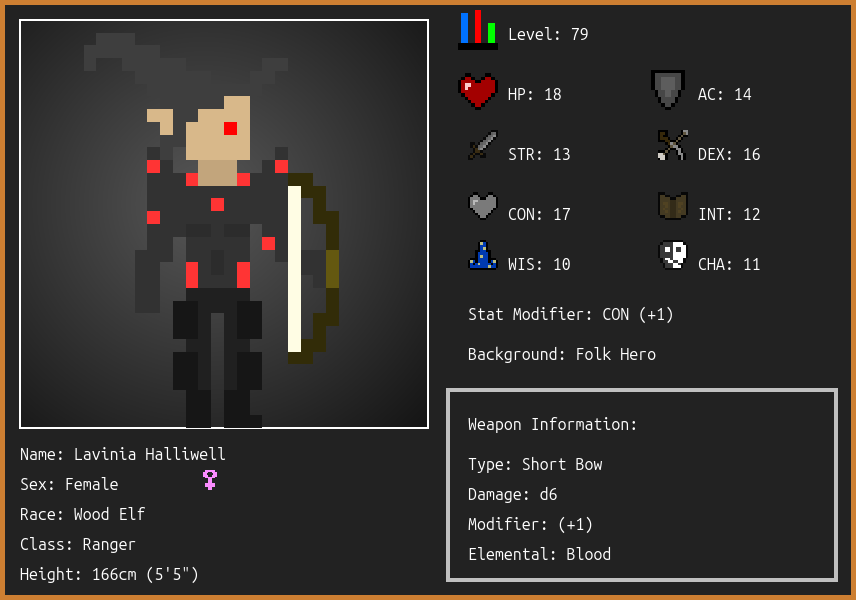 Level: 79
HP: 18
AC: 14
STR: 13
DEX: 16
CON: 17
INT: 12
WIS: 10
CHA: 11
Stat Modifier: CON (+1)
Background: Folk Hero
Weapon Information:
Type: Short Bow
Damage: d6
Modifier: (+1)
Elemental: Blood
Name: Lavinia Halliwell
Sex: Female
Race: Wood Elf
Class: Ranger
Height: 166cm (5'5")